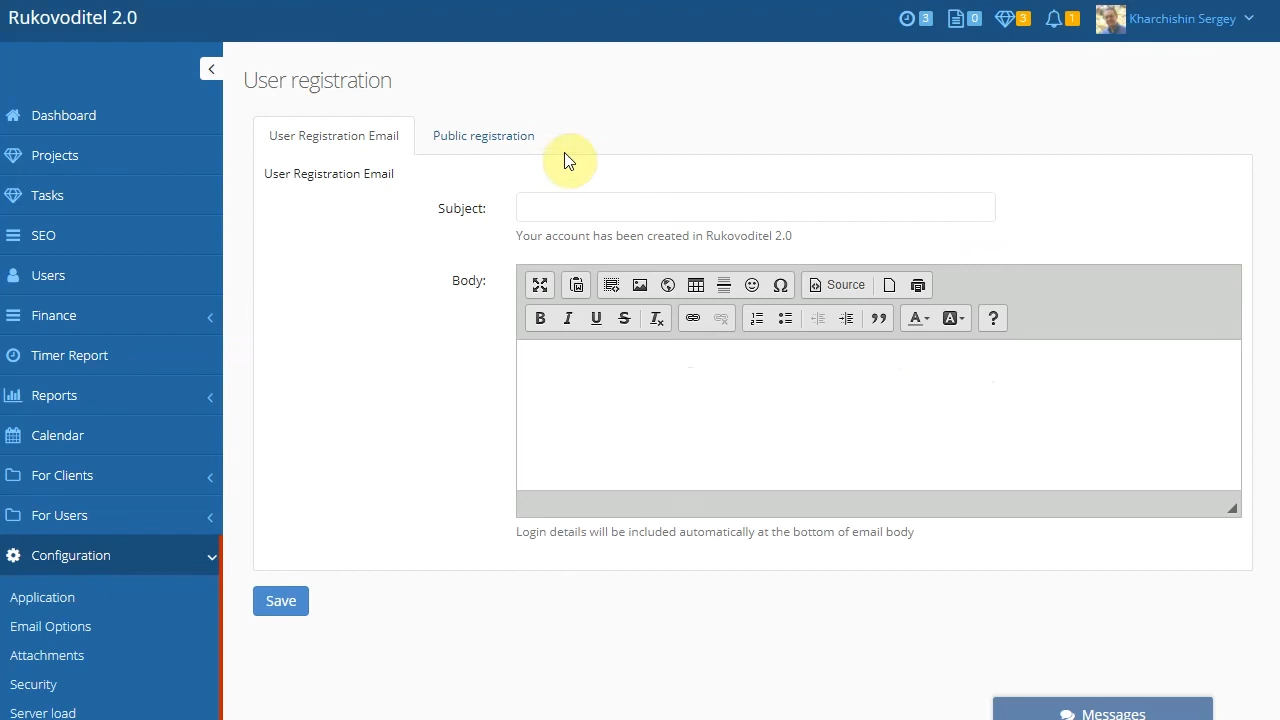 Rukovoditel 2.0
3
0
3
1
Kharchishin Sergey
Dashboard
Projects
Tasks
SEO
Users
Finance
Timer Report
Reports
Calendar
For Clients
For Users
Configuration
Application
Email Options
Attachments
Security
Server load
User registration
User Registration Email
Public registration
User Registration Email
Subject:
Your account has been created in Rukovoditel 2.0
Body:
Source
B I U S Tx
A A ?
Login details will be included automatically at the bottom of email body
Save
Messages